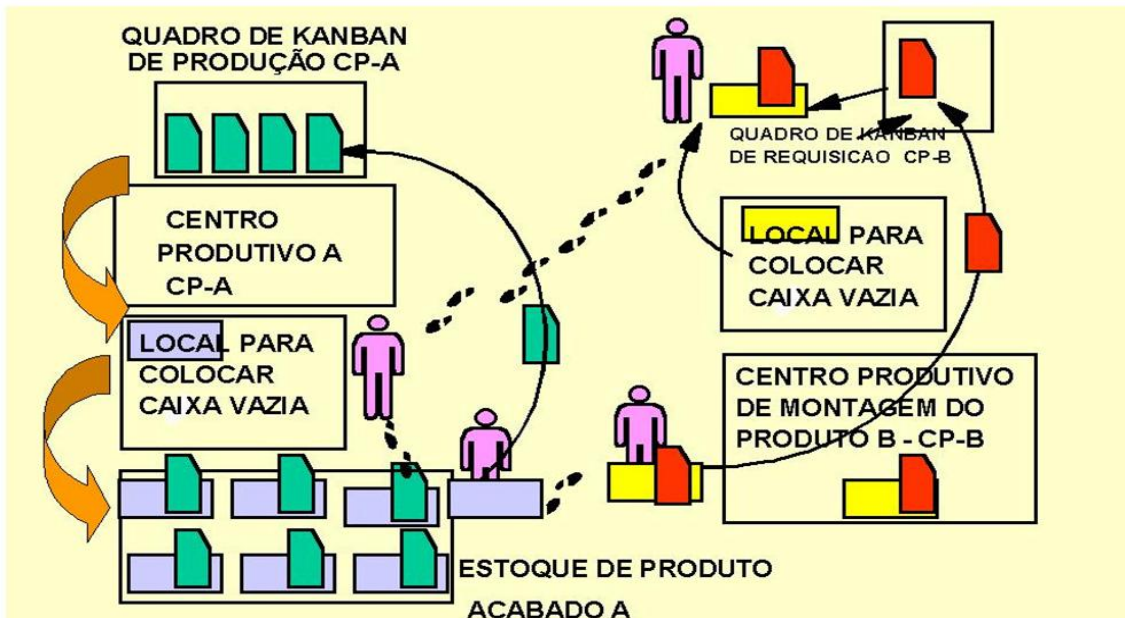 QUADRO DE KANBAN
DE PRODUÇÃO CP-A
QUADRO DE KANBAN
DE REQUISICAO CP-B
CENTRO
PRODUTIVO A
CP-A
LOCAL PARA
COLOCAR
CAIXA VAZIA
LOCAL PARA
COLOCAR
CAIXA VAZIA
CENTRO PRODUTIVO
DE MONTAGEM DO
PRODUTO B - CP-B
ESTOQUE DE PRODUTO
ACABADO A